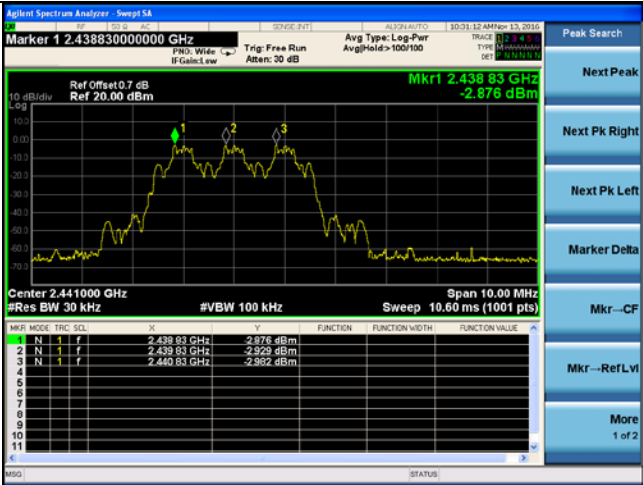 Agilent Spectrum Analyzer - Swept SA
RF 50 Ω AC SENSE:INT ALIGN AUTO 10:31:12 AM Nov 13, 2016
Marker 1 2.438830000000 GHz
PNO: Wide
IFGain:Low
Trig: Free Run
Atten: 30 dB
Avg Type: Log-Pwr
Avg|Hold:>100/100
TRACE 1 2 3 4 5 6
TYPE M
DET P N N N N N
Peak Search
Next Peak
Next Pk Right
Next Pk Left
Marker Delta
Mkr→CF
Mkr→RefLvl
More
1 of 2
Ref Offset 0.7 dB
10 dB/div Ref 20.00 dBm
Log
Mkr1 2.438 83 GHz
-2.876 dBm
10.0
0.00
-10.0
-20.0
-30.0
-40.0
-50.0
-60.0
-70.0
1
2
3
Center 2.441000 GHz Span 10.00 MHz
#Res BW 30 kHz #VBW 100 kHz Sweep 10.60 ms (1001 pts)
MKR MODE TRC SCL X Y FUNCTION FUNCTION WIDTH FUNCTION VALUE
1 N 1 f 2.438 83 GHz -2.876 dBm
2 N 1 f 2.439 83 GHz -2.929 dBm
3 N 1 f 2.440 83 GHz -2.982 dBm
4
5
6
7
8
9
10
11
MSG STATUS